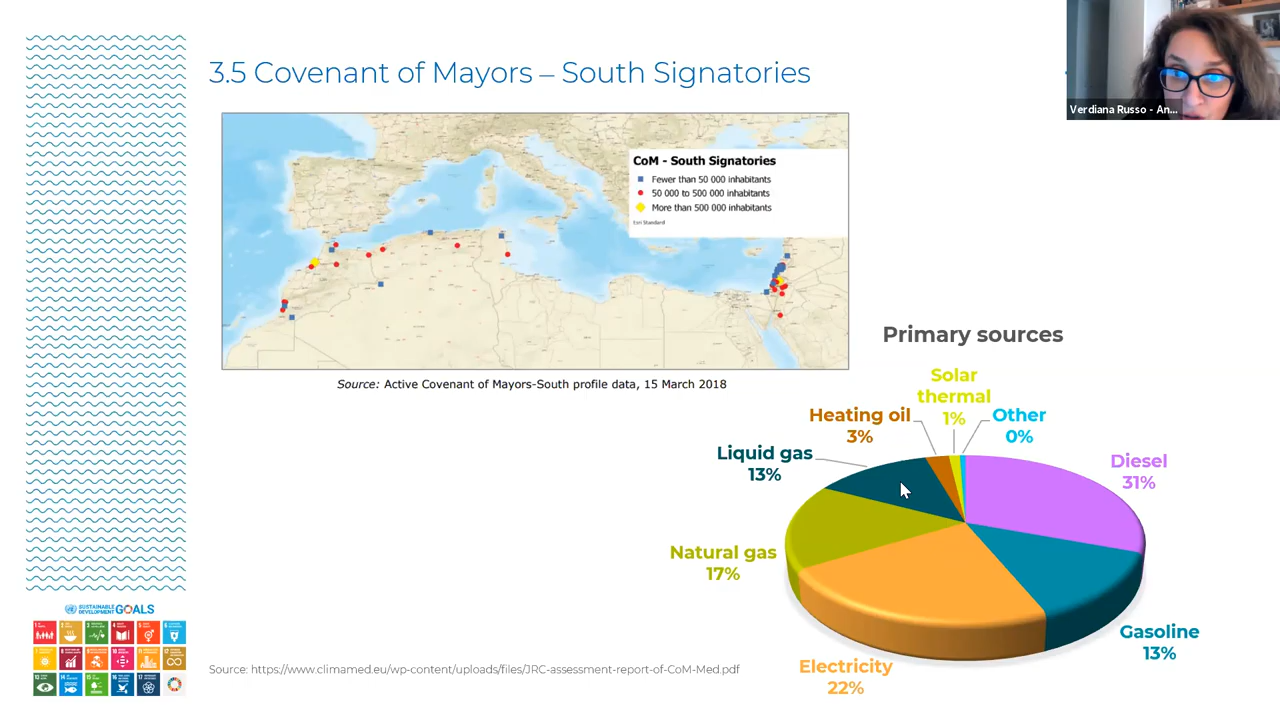 3.5 Covenant of Mayors – South Signatories
Verdiana Russo - An...
CoM - South Signatories
Fewer than 50 000 inhabitants
50 000 to 500 000 inhabitants
More than 500 000 inhabitants
Esri Standard
Source: Active Covenant of Mayors-South profile data, 15 March 2018
Primary sources
Solar
thermal
1%
Heating oil
3%
Other
0%
Liquid gas
13%
Diesel
31%
Natural gas
17%
Gasoline
13%
Electricity
22%
SUSTAINABLE
DEVELOPMENT
GOALS
Source: https://www.climamed.eu/wp-content/uploads/files/JRC-assessment-report-of-CoM-Med.pdf